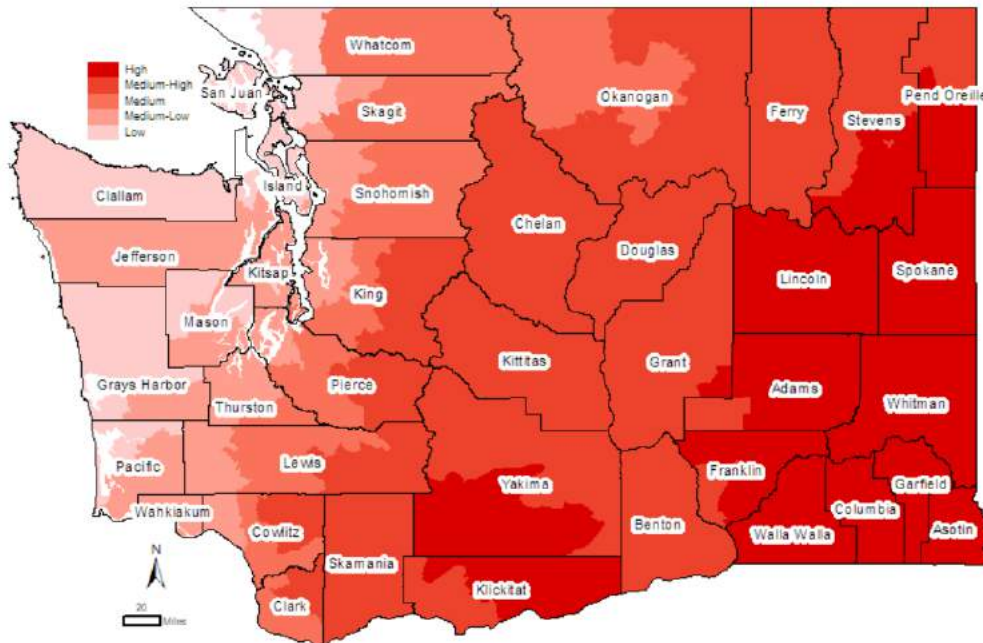 High
Medium-High
Medium
Medium-Low
Low
Whatcom
San Juan
Skagit
Okanogan
Ferry
Stevens
Pend Oreille
Island
Clallam
Snohomish
Chelan
Douglas
Jefferson
Kitsap
King
Lincoln
Spokane
Mason
Kittitas
Grant
Grays Harbor
Thurston
Pierce
Adams
Whitman
Pacific
Lewis
Yakima
Franklin
Garfield
Wahkiakum
Cowlitz
Skamania
Benton
Walla Walla
Columbia
Asotin
Klickitat
Clark
N
20
Miles